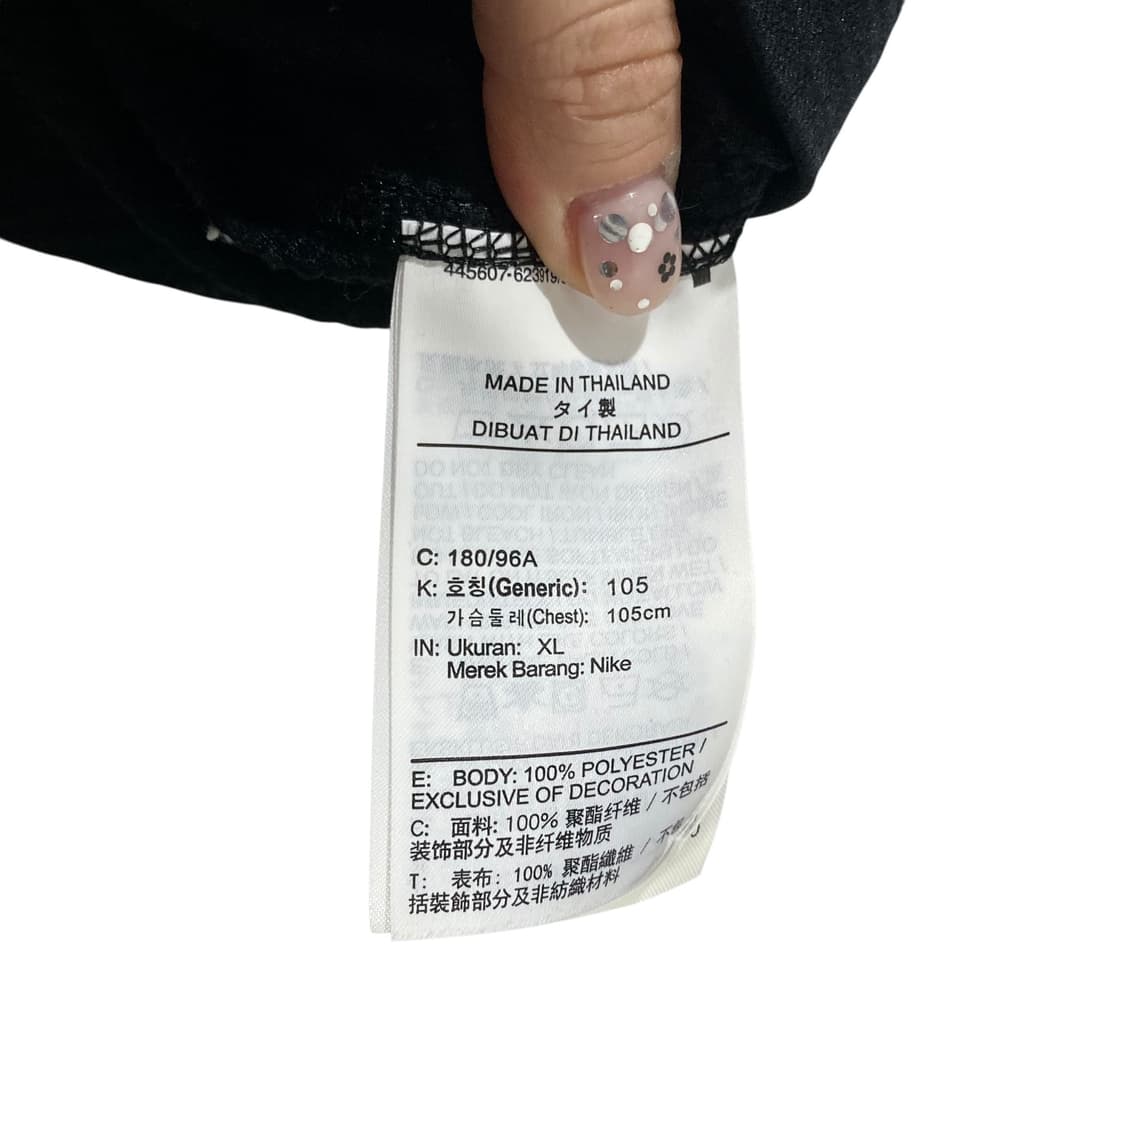 MADE IN THAILAND
タイ製
DIBUAT DI THAILAND
C: 180/96A
K: 호칭(Generic): 105
가슴둘레(Chest): 105cm
IN: Ukuran: XL
Merek Barang: Nike
E: BODY: 100% POLYESTER /
EXCLUSIVE OF DECORATION
C: 面料: 100% 聚酯纤维 / 不包括
装饰部分及非纤维物质
T: 表布: 100% 聚酯纖維 / 不
括裝飾部分及非紡織材料